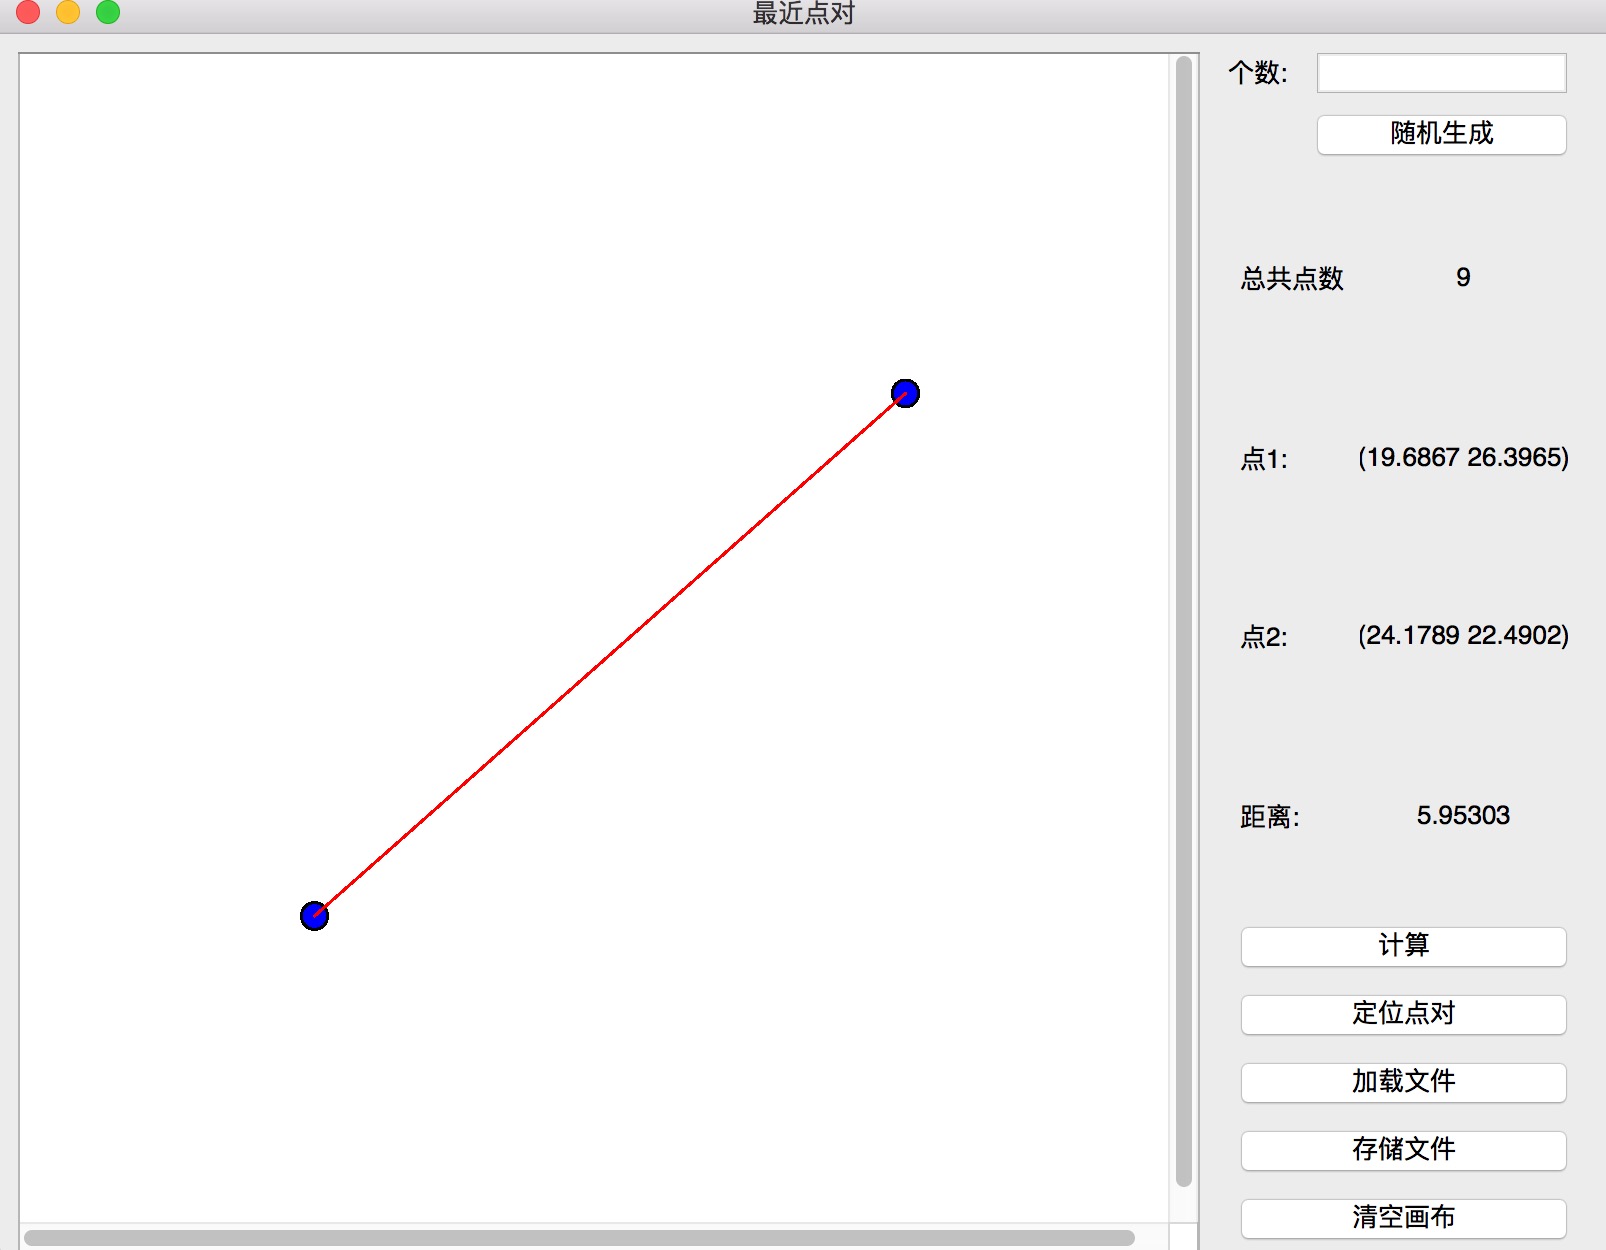 最近点对
个数:
随机生成
总共点数 9
点1: (19.6867 26.3965)
点2: (24.1789 22.4902)
距离: 5.95303
计算
定位点对
加载文件
存储文件
清空画布